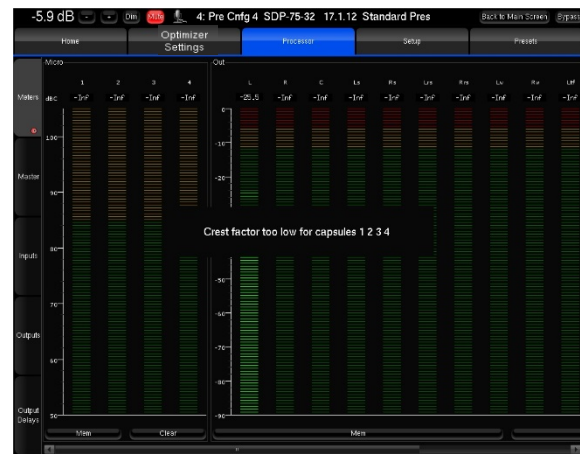 -5.9 dB - - Dim Mute 4: Pre Cnfg 4 SDP-75-32 17.1.12 Standard Pres Back to Main Screen Bypass
Home Optimizer Settings Processor Setup Presets
Micro Out
1 2 3 4 L R C Ls Rs Lrs Rrs Lw Rw Ltf
Meters dBC -Inf -Inf -Inf -Inf -25.5 -Inf -Inf -Inf -Inf -Inf -Inf -Inf -Inf -Inf
0
100
-10
Master
-20
90
Crest factor too low for capsules 1 2 3 4
Inputs
80
-50
70
-60
Outputs
60
-70
-80
Output Delays
50
-90
Mem Clear Mem